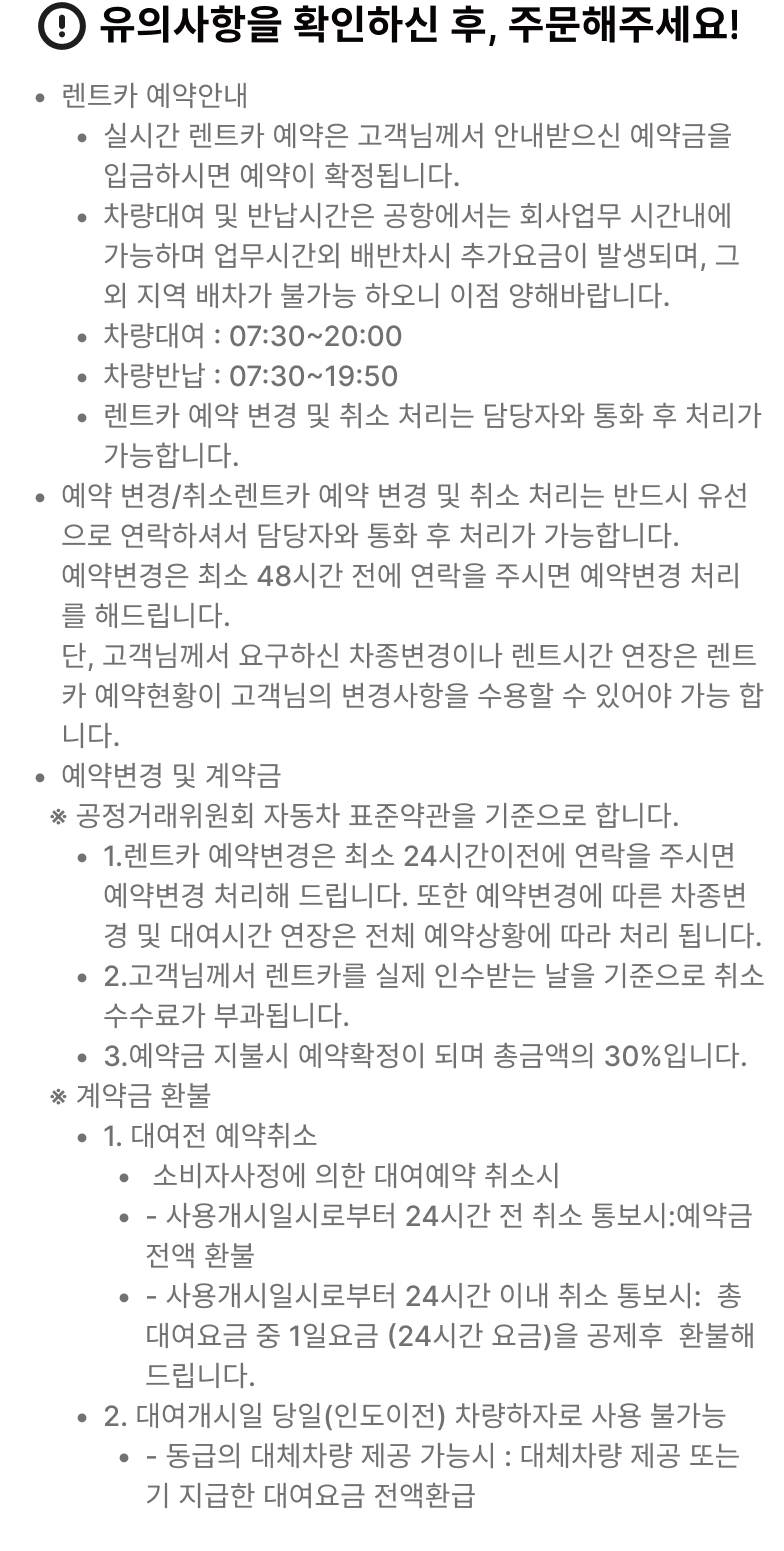 유의사항을 확인하신 후, 주문해주세요!
• 렌트카 예약안내
• 실시간 렌트카 예약은 고객님께서 안내받으신 예약금을
입금하시면 예약이 확정됩니다.
• 차량대여 및 반납시간은 공항에서는 회사업무 시간내에
가능하며 업무시간외 배반차시 추가요금이 발생되며, 그
외 지역 배차가 불가능 하오니 이점 양해바랍니다.
• 차량대여 : 07:30~20:00
• 차량반납 : 07:30~19:50
• 렌트카 예약 변경 및 취소 처리는 담당자와 통화 후 처리가
가능합니다.
• 예약 변경/취소렌트카 예약 변경 및 취소 처리는 반드시 유선
으로 연락하셔서 담당자와 통화 후 처리가 가능합니다.
예약변경은 최소 48시간 전에 연락을 주시면 예약변경 처리
를 해드립니다.
단, 고객님께서 요구하신 차종변경이나 렌트시간 연장은 렌트
카 예약현황이 고객님의 변경사항을 수용할 수 있어야 가능 합
니다.
• 예약변경 및 계약금
※ 공정거래위원회 자동차 표준약관을 기준으로 합니다.
• 1.렌트카 예약변경은 최소 24시간이전에 연락을 주시면
예약변경 처리해 드립니다. 또한 예약변경에 따른 차종변
경 및 대여시간 연장은 전체 예약상황에 따라 처리 됩니다.
• 2.고객님께서 렌트카를 실제 인수받는 날을 기준으로 취소
수수료가 부과됩니다.
• 3.예약금 지불시 예약확정이 되며 총금액의 30%입니다.
※ 계약금 환불
• 1. 대여전 예약취소
• 소비자사정에 의한 대여예약 취소시
• - 사용개시일시로부터 24시간 전 취소 통보시:예약금
전액 환불
• - 사용개시일시로부터 24시간 이내 취소 통보시: 총
대여요금 중 1일요금 (24시간 요금)을 공제후 환불해
드립니다.
• 2. 대여개시일 당일(인도이전) 차량하자로 사용 불가능
• - 동급의 대체차량 제공 가능시 : 대체차량 제공 또는
기 지급한 대여요금 전액환급